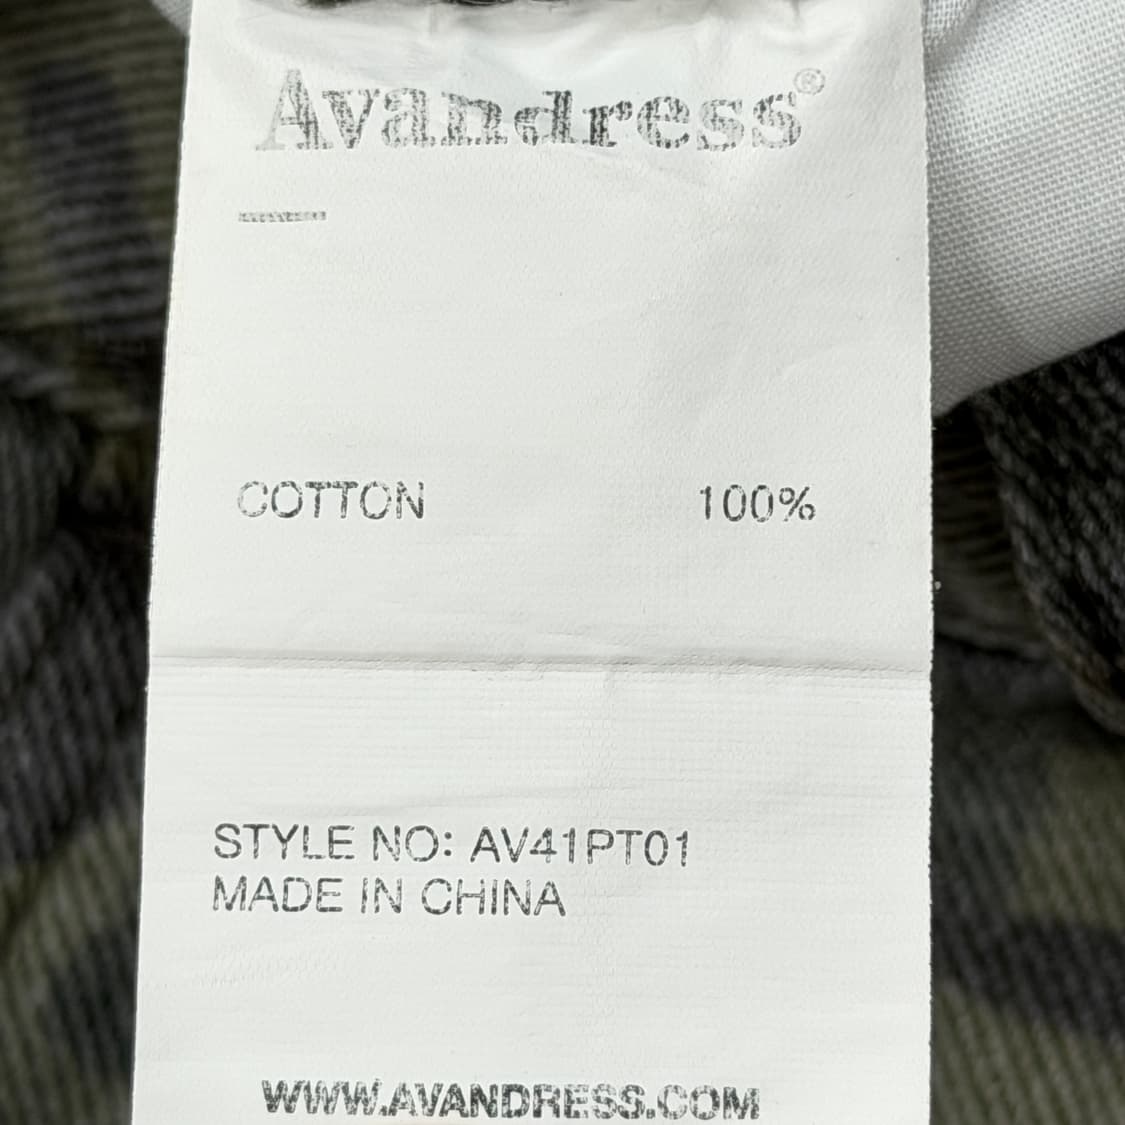 Avandress®
COTTON 100%
STYLE NO: AV41PT01
MADE IN CHINA
WWW.AVANDRESS.COM